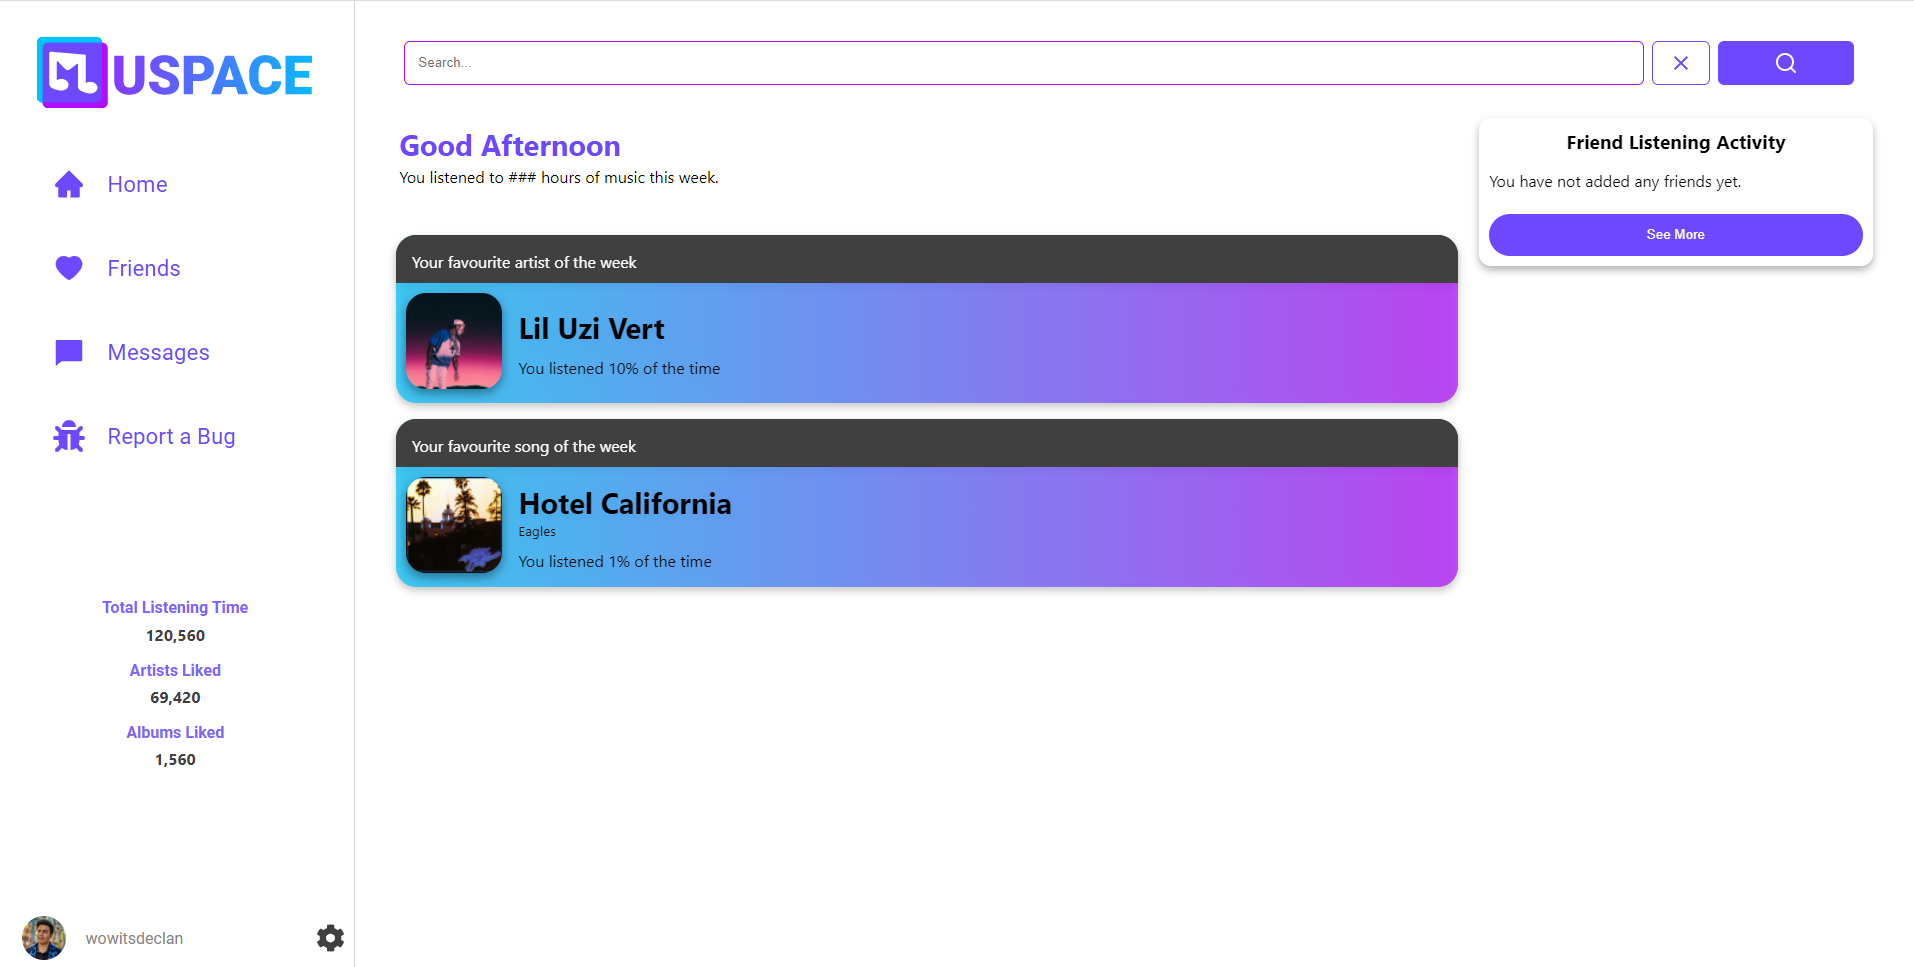 MUSPACE
Home
Friends
Messages
Report a Bug
Total Listening Time
120,560
Artists Liked
69,420
Albums Liked
1,560
wowitsdeclan
Search...
Good Afternoon
You listened to ### hours of music this week.
Your favourite artist of the week
Lil Uzi Vert
You listened 10% of the time
Your favourite song of the week
Hotel California
Eagles
You listened 1% of the time
Friend Listening Activity
You have not added any friends yet.
See More